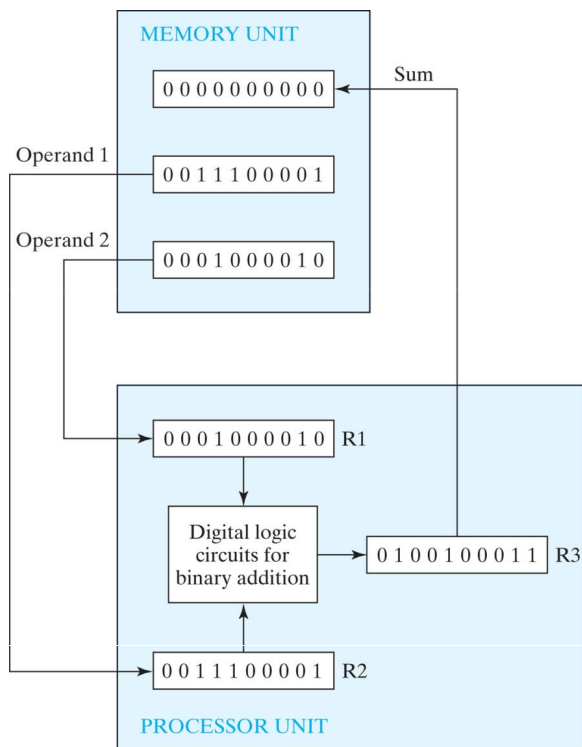 MEMORY UNIT
0 0 0 0 0 0 0 0 0 0
Sum
Operand 1
0 0 1 1 1 0 0 0 0 1
Operand 2
0 0 0 1 0 0 0 0 1 0
0 0 0 1 0 0 0 0 1 0 R1
Digital logic
circuits for
binary addition
0 1 0 0 1 0 0 0 1 1 R3
0 0 1 1 1 0 0 0 0 1 R2
PROCESSOR UNIT